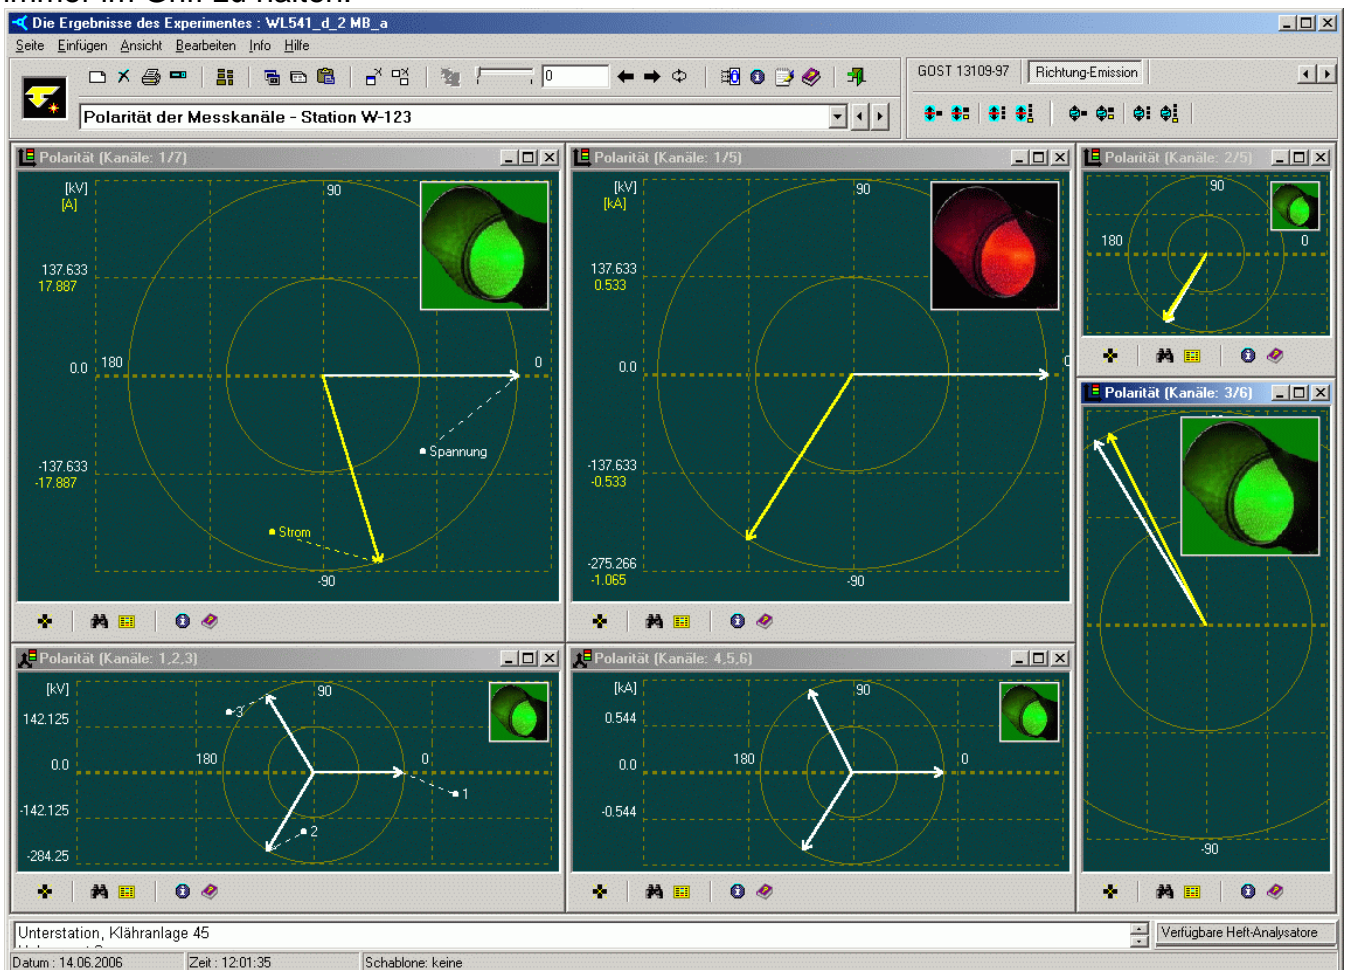 immer im Griff zu halten.
Die Ergebnisse des Experimentes : WL541_d_2 MB_a
Seite Einfügen Ansicht Bearbeiten Info Hilfe
0
GOST 13109-97 Richtung-Emission
Polarität der Messkanäle - Station W-123
Polarität (Kanäle: 1/7)
[kV]
[A]
90
137.633
17.887
0.0
180
0
-137.633
-17.887
Spannung
Strom
-90
Polarität (Kanäle: 1/5)
[kV]
[kA]
90
137.633
0.533
0.0
0
-137.633
-0.533
-275.266
-1.065
-90
Polarität (Kanäle: 2/5)
90
180
0
Polarität (Kanäle: 3/6)
-90
Polarität (Kanäle: 1,2,3)
[kV]
90
142.125
3
180
0
0.0
1
-142.125
2
-284.25
Polarität (Kanäle: 4,5,6)
[kA]
90
0.544
180
0
0.0
-0.544
Unterstation, Klähranlage 45
Verfügbare Heft-Analysatore
Datum : 14.06.2006 Zeit : 12:01:35 Schablone: keine